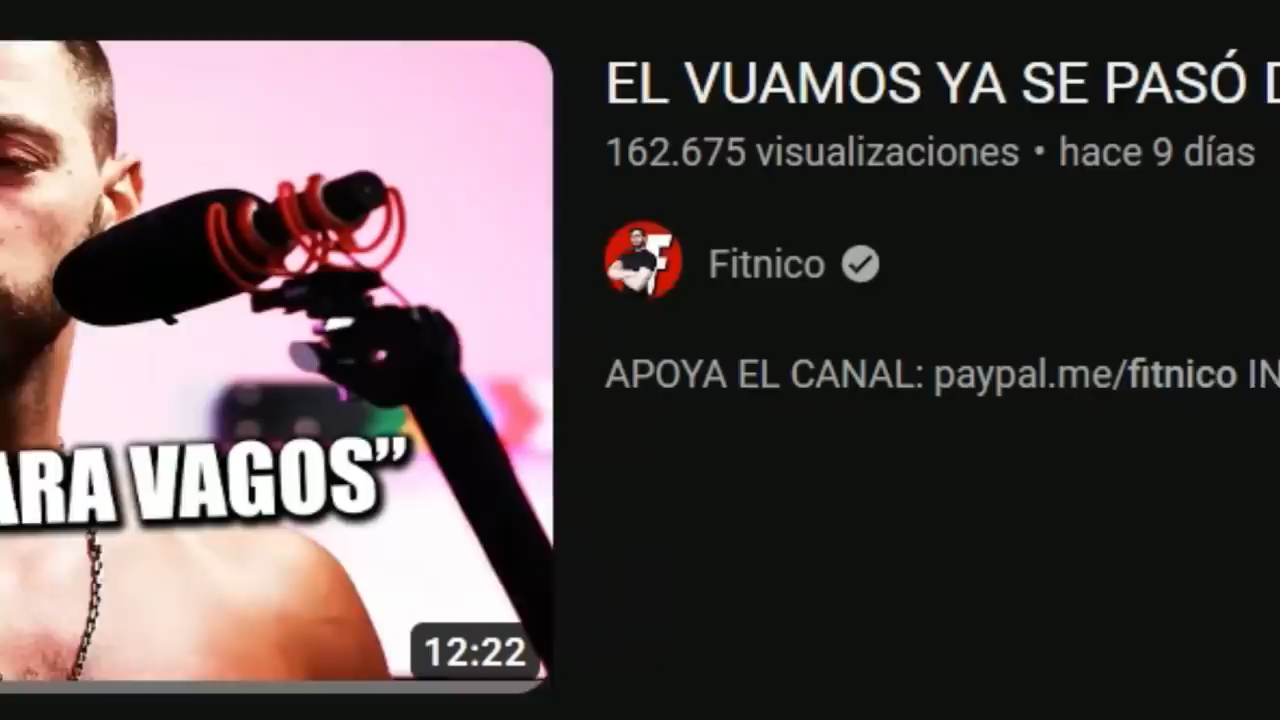 EL VUAMOS YA SE PASÓ
162.675 visualizaciones • hace 9 días
Fitnico
APOYA EL CANAL: paypal.me/fitnico IN
ARA VAGOS”
12:22